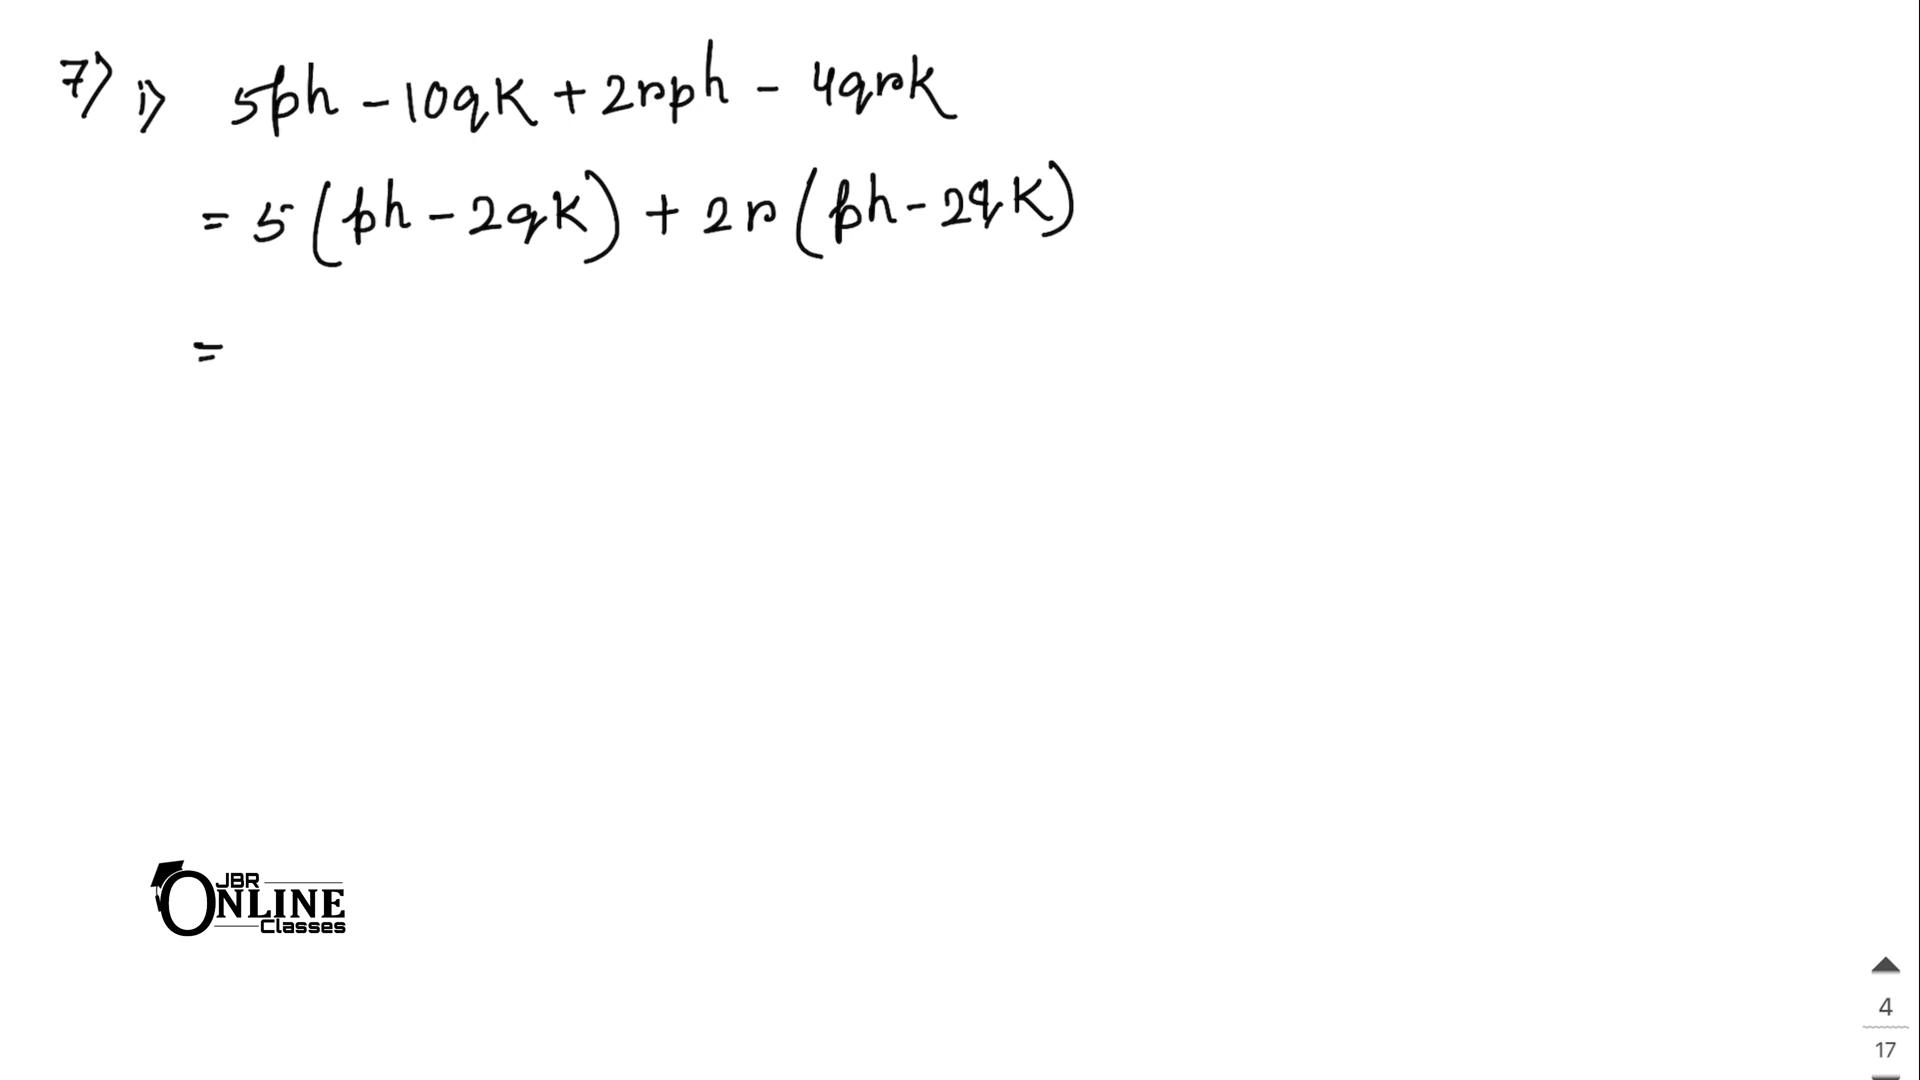 7) i) 5ph - 10qk + 2rph - 4qrk
= 5(ph - 2qk) + 2r(ph - 2qk)
=
JBR
ONLINE
Classes
4
17